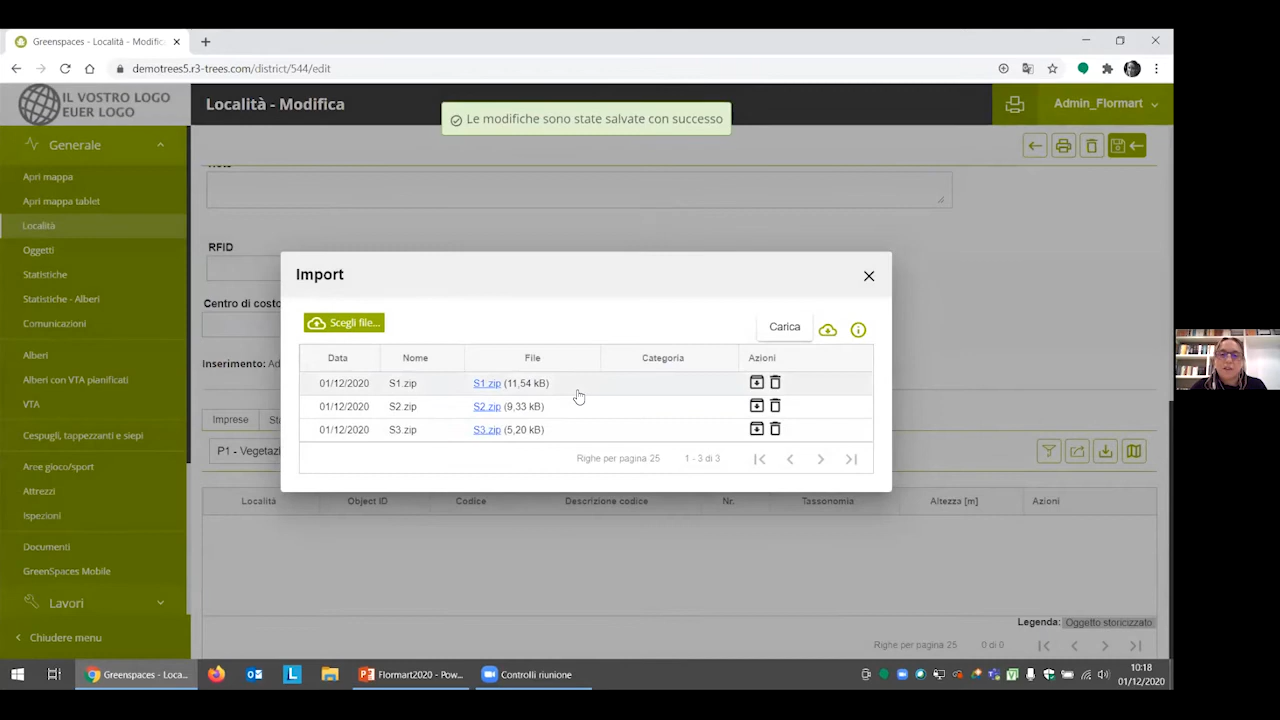 Greenspaces - Località - Modific
demotrees5.r3-trees.com/district/544/edit
IL VOSTRO LOGO
EUER LOGO
Località - Modifica
Le modifiche sono state salvate con successo
Admin_Flormart
Generale
Apri mappa
Apri mappa tablet
Località
Oggetti
Statistiche
Statistiche - Alberi
Comunicazioni
Alberi
Alberi con VTA pianificati
VTA
Cespugli, tappezzanti e siepi
Aree gioco/sport
Attrezzi
Ispezioni
Documenti
GreenSpaces Mobile
Lavori
Chiudere menu
RFID
Centro di costo
Inserimento: Ad
Imprese
P1 - Vegetazi
Import
Scegli file...
Carica
Data Nome File Categoria Azioni
01/12/2020 S1.zip S1.zip (11,54 kB)
01/12/2020 S2.zip S2.zip (9,33 kB)
01/12/2020 S3.zip S3.zip (5,20 kB)
Righe per pagina 25 1 - 3 di 3
Località Object ID Codice Descrizione codice Nr. Tassonomia Altezza [m] Azioni
Legenda: Oggetto storicizzato
Righe per pagina 25 0 di 0
Greenspaces - Loca...
Flormart2020 - Pow...
Controlli riunione
10:18
01/12/2020